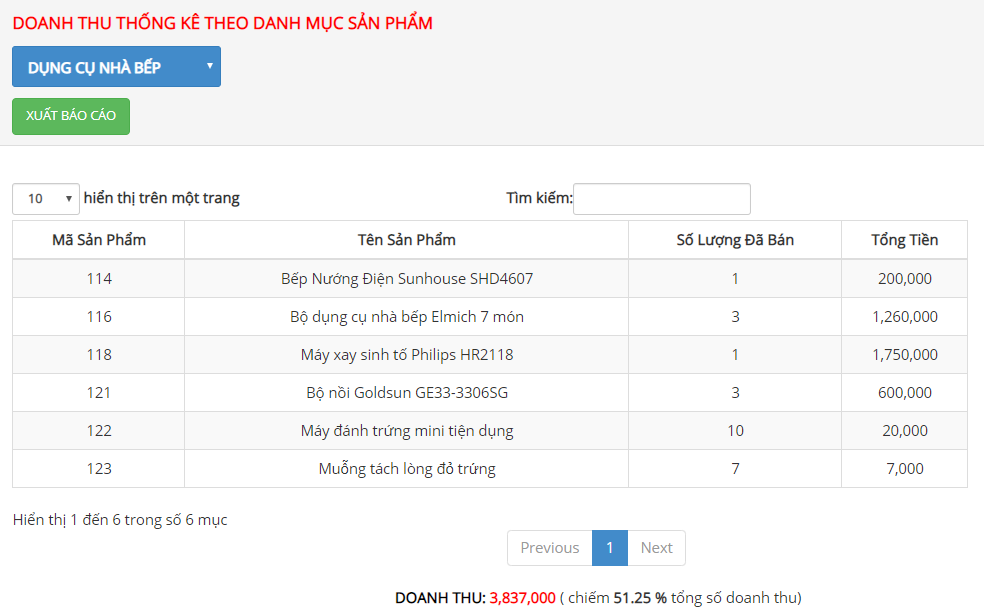 DOANH THU THỐNG KÊ THEO DANH MỤC SẢN PHẨM
DỤNG CỤ NHÀ BẾP
XUẤT BÁO CÁO
10 hiển thị trên một trang Tìm kiếm:
Mã Sản Phẩm Tên Sản Phẩm Số Lượng Đã Bán Tổng Tiền
114 Bếp Nướng Điện Sunhouse SHD4607 1 200,000
116 Bộ dụng cụ nhà bếp Elmich 7 món 3 1,260,000
118 Máy xay sinh tố Philips HR2118 1 1,750,000
121 Bộ nồi Goldsun GE33-3306SG 3 600,000
122 Máy đánh trứng mini tiện dụng 10 20,000
123 Muỗng tách lòng đỏ trứng 7 7,000
Hiển thị 1 đến 6 trong số 6 mục
Previous 1 Next
DOANH THU: 3,837,000 ( chiếm 51.25 % tổng số doanh thu)